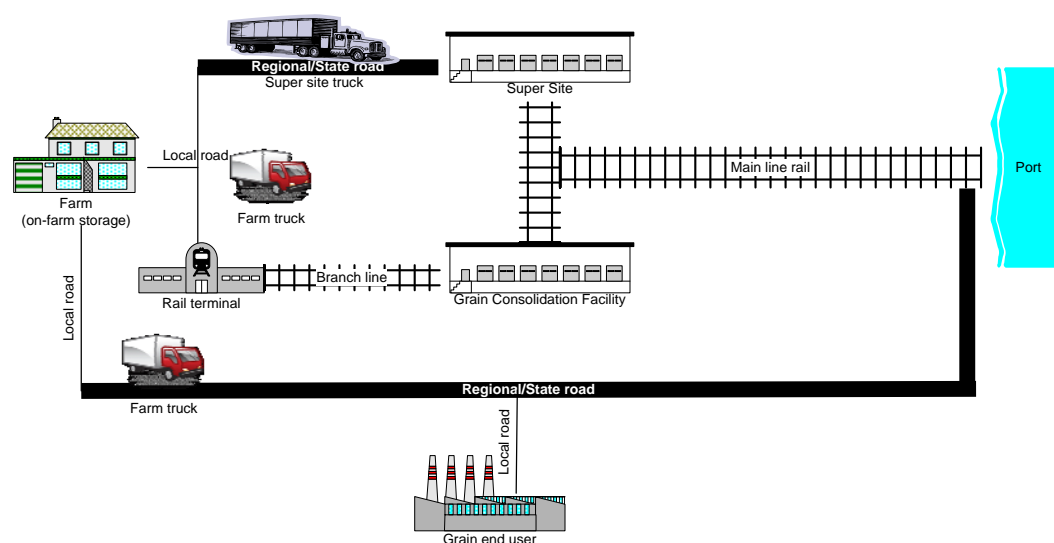 Regional/State road
Super site truck
Super Site
Local road
Farm
(on-farm storage)
Farm truck
Main line rail
Port
Rail terminal
Branch line
Grain Consolidation Facility
Local road
Farm truck
Regional/State road
Local road
Grain end user